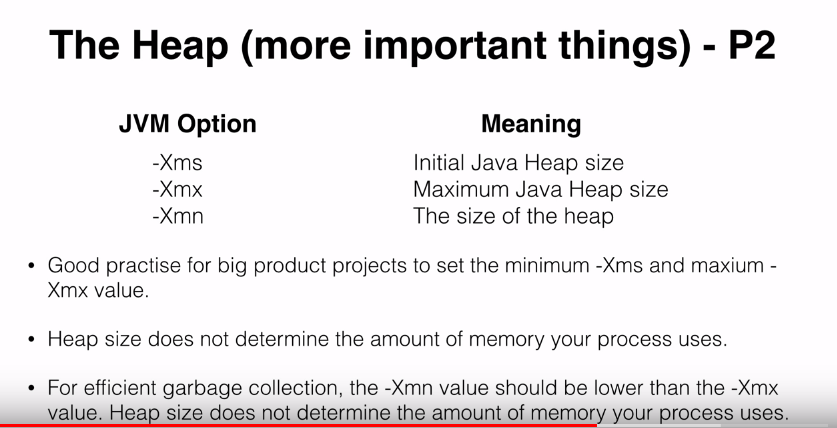 The Heap (more important things) - P2
JVM Option Meaning
-Xms Initial Java Heap size
-Xmx Maximum Java Heap size
-Xmn The size of the heap
• Good practise for big product projects to set the minimum -Xms and maxium -
Xmx value.
• Heap size does not determine the amount of memory your process uses.
• For efficient garbage collection, the -Xmn value should be lower than the -Xmx
value. Heap size does not determine the amount of memory your process uses.